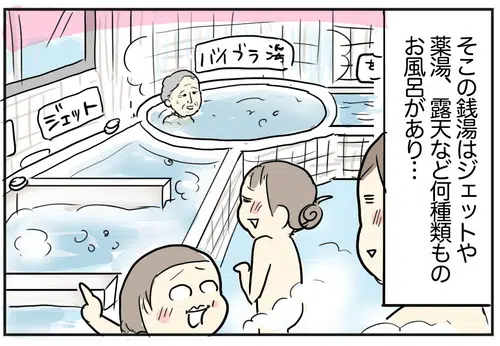 そこの銭湯はジェットや
薬湯、露天など何種類もの
お風呂があり…
バイブラ湯
ジェット